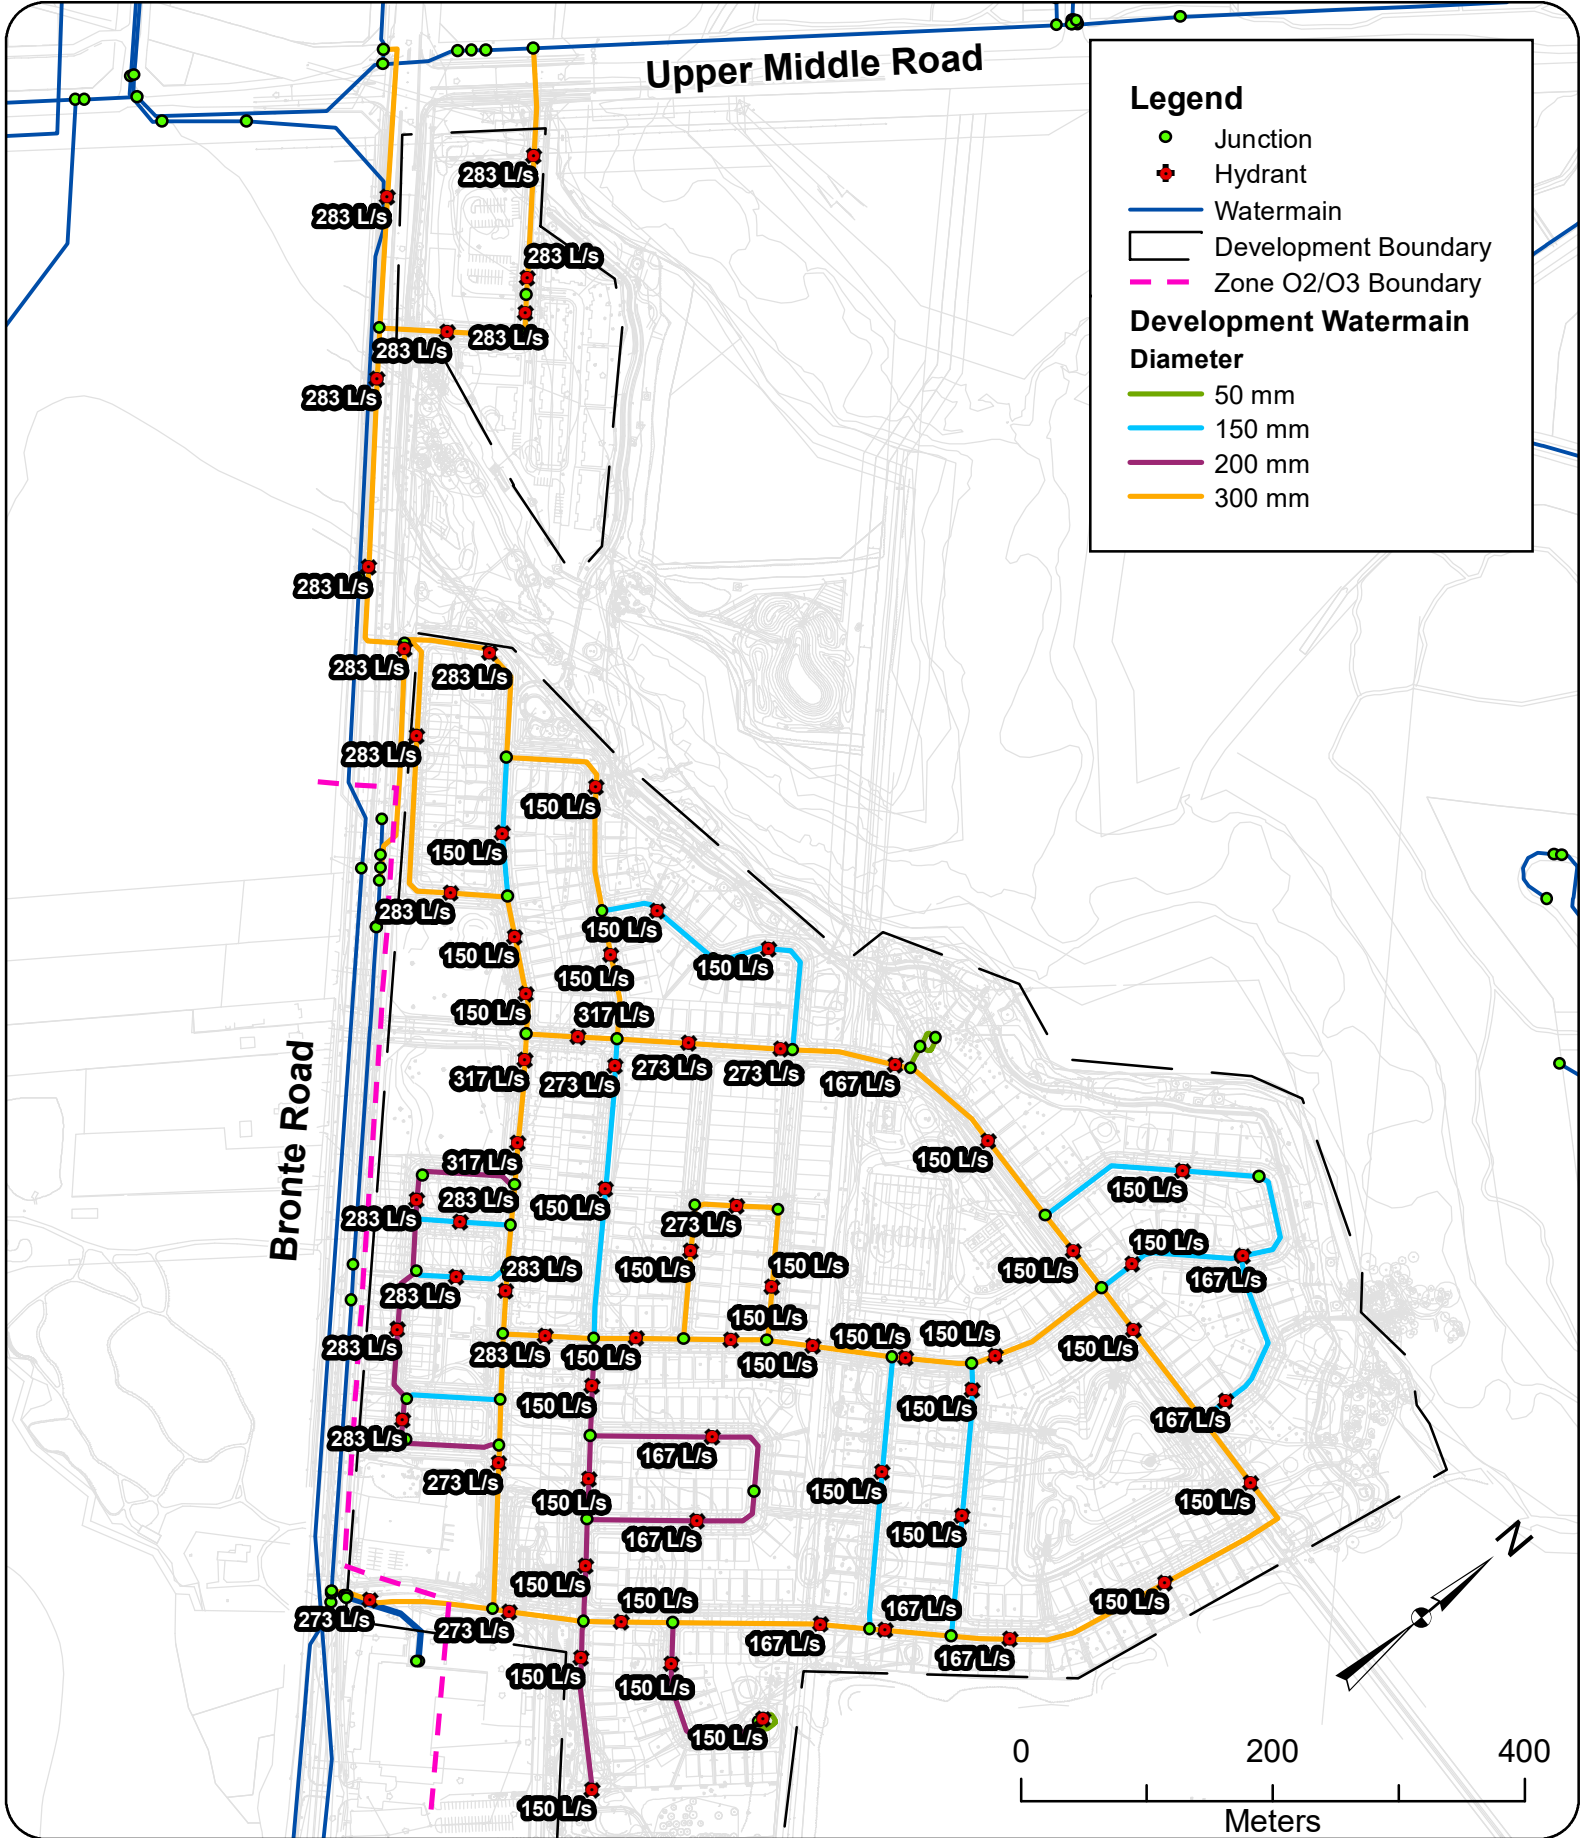 Upper Middle Road
Legend
Junction
Hydrant
Watermain
Development Boundary
Zone O2/O3 Boundary
Development Watermain
Diameter
50 mm
150 mm
200 mm
300 mm
283 L/s
283 L/s
283 L/s
283 L/s
283 L/s
283 L/s
283 L/s
283 L/s
283 L/s
283 L/s
150 L/s
150 L/s
283 L/s
150 L/s
150 L/s
150 L/s
150 L/s
150 L/s
317 L/s
317 L/s
273 L/s
273 L/s
273 L/s
167 L/s
Bronte Road
317 L/s
150 L/s
283 L/s
150 L/s
150 L/s
283 L/s
273 L/s
150 L/s
283 L/s
150 L/s
150 L/s
150 L/s
167 L/s
283 L/s
150 L/s
283 L/s
283 L/s
150 L/s
150 L/s
150 L/s
150 L/s
150 L/s
150 L/s
150 L/s
167 L/s
283 L/s
167 L/s
273 L/s
150 L/s
150 L/s
150 L/s
167 L/s
150 L/s
N
150 L/s
150 L/s
150 L/s
167 L/s
273 L/s
273 L/s
167 L/s
167 L/s
150 L/s
150 L/s
150 L/s
150 L/s
0 200 400
Meters